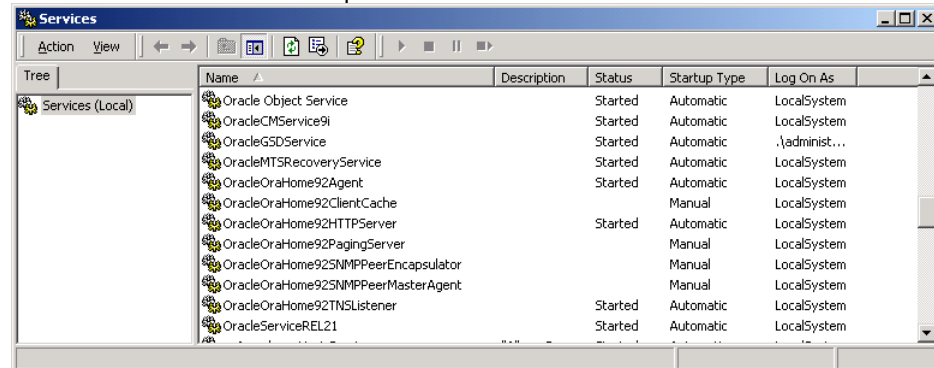 Services
Action View
Tree
Name Description Status Startup Type Log On As
Services (Local)
Oracle Object Service Started Automatic LocalSystem
OracleCMService9i Started Automatic LocalSystem
OracleGSDService Started Automatic .\administ...
OracleMTSRecoveryService Started Automatic LocalSystem
OracleOraHome92Agent Started Automatic LocalSystem
OracleOraHome92ClientCache Manual LocalSystem
OracleOraHome92HTTPServer Started Automatic LocalSystem
OracleOraHome92PagingServer Manual LocalSystem
OracleOraHome92SNMPPeerEncapsulator Manual LocalSystem
OracleOraHome92SNMPPeerMasterAgent Manual LocalSystem
OracleOraHome92TNSListener Started Automatic LocalSystem
OracleServiceREL21 Started Automatic LocalSystem